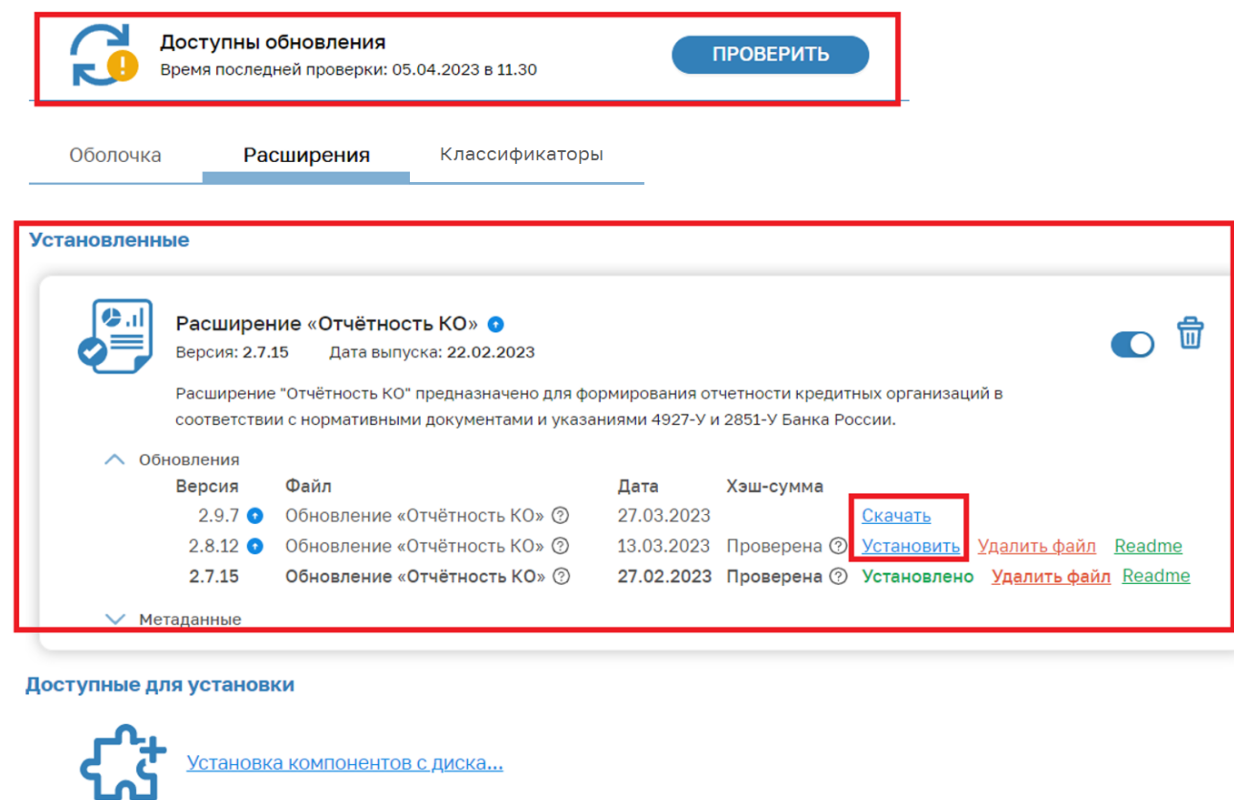 Доступны обновления
Время последней проверки: 05.04.2023 в 11.30
ПРОВЕРИТЬ
Оболочка Расширения Классификаторы
Установленные
Расширение «Отчётность КО»
Версия: 2.7.15 Дата выпуска: 22.02.2023
Расширение "Отчётность КО" предназначено для формирования отчетности кредитных организаций в
соответствии с нормативными документами и указаниями 4927-У и 2851-У Банка России.
Обновления
Версия Файл Дата Хэш-сумма
2.9.7 Обновление «Отчётность КО» 27.03.2023 Скачать
2.8.12 Обновление «Отчётность КО» 13.03.2023 Проверена Установить Удалить файл Readme
2.7.15 Обновление «Отчётность КО» 27.02.2023 Проверена Установлено Удалить файл Readme
Метаданные
Доступные для установки
Установка компонентов с диска...